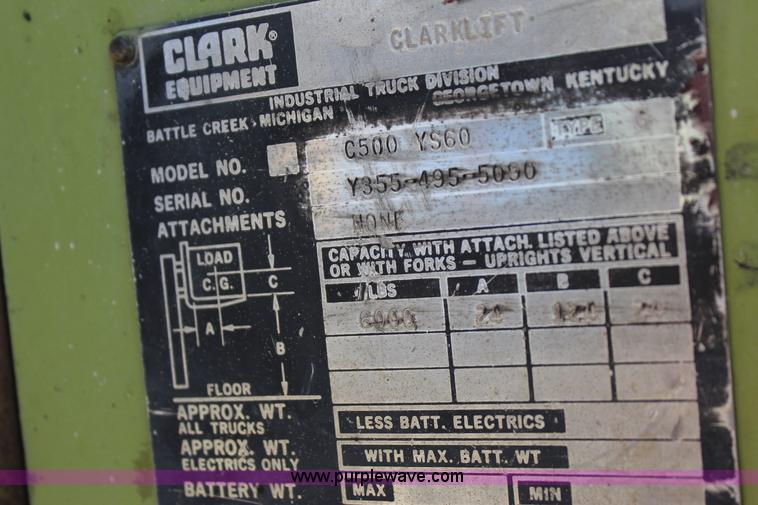 CLARK®
EQUIPMENT
CLARKLIFT
INDUSTRIAL TRUCK DIVISION
BATTLE CREEK, MICHIGAN GEORGETOWN KENTUCKY
MODEL NO. C500 YS60 TYPE
SERIAL NO. Y355-495-5090
ATTACHMENTS NONE
LOAD
C.G.
C
A
B
FLOOR
CAPACITY WITH ATTACH. LISTED ABOVE
OR WITH FORKS - UPRIGHTS VERTICAL
LBS A B C
6000 24
APPROX. WT.
ALL TRUCKS
LESS BATT. ELECTRICS
APPROX. WT.
ELECTRICS ONLY
WITH MAX. BATT. WT
BATTERY WT. MAX MIN
www.purplewave.com